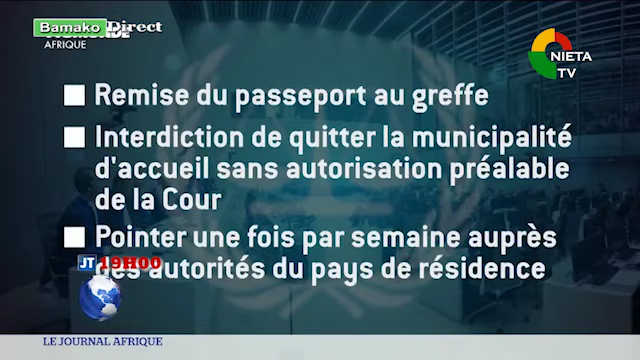 Bamako Direct
TV5MONDE
AFRIQUE
NIETA
TV
Remise du passeport au greffe
Interdiction de quitter la municipalité
d'accueil sans autorisation préalable
de la Cour
Pointer une fois par semaine auprès
des autorités du pays de résidence
JT 19H00
LE JOURNAL AFRIQUE